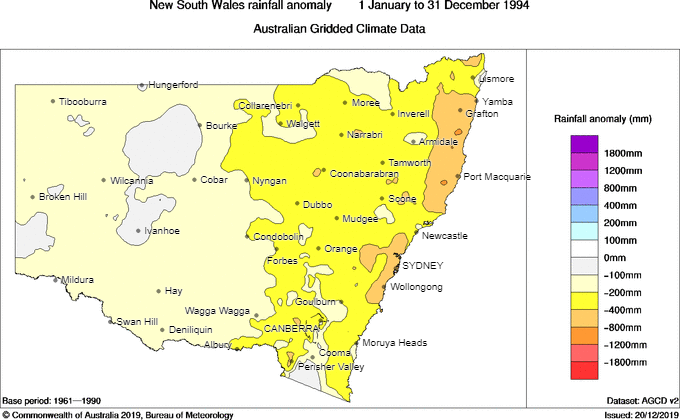 New South Wales rainfall anomaly 1 January to 31 December 1994
Australian Gridded Climate Data
Lismore
Hungerford
Tibooburra
Collarenebri
Moree
Yamba
Inverell
Grafton
Walgett
Bourke
Narrabri
Armidale
Tamworth
Coonabarabran
Port Macquarie
Wilcannia
Cobar
Nyngan
Broken Hill
Scone
Dubbo
Mudgee
Ivanhoe
Newcastle
Condobolin
Orange
Forbes
SYDNEY
Mildura
Wollongong
Hay
Goulburn
Wagga Wagga
Swan Hill
Deniliquin
CANBERRA
Albury
Moruya Heads
Cooma
Perisher Valley
Rainfall anomaly (mm)
1800mm
1200mm
800mm
400mm
200mm
100mm
0mm
-100mm
-200mm
-400mm
-800mm
-1200mm
-1800mm
Base period: 1961—1990
Dataset: AGCD v2
© Commonwealth of Australia 2019, Bureau of Meteorology
Issued: 20/12/2019